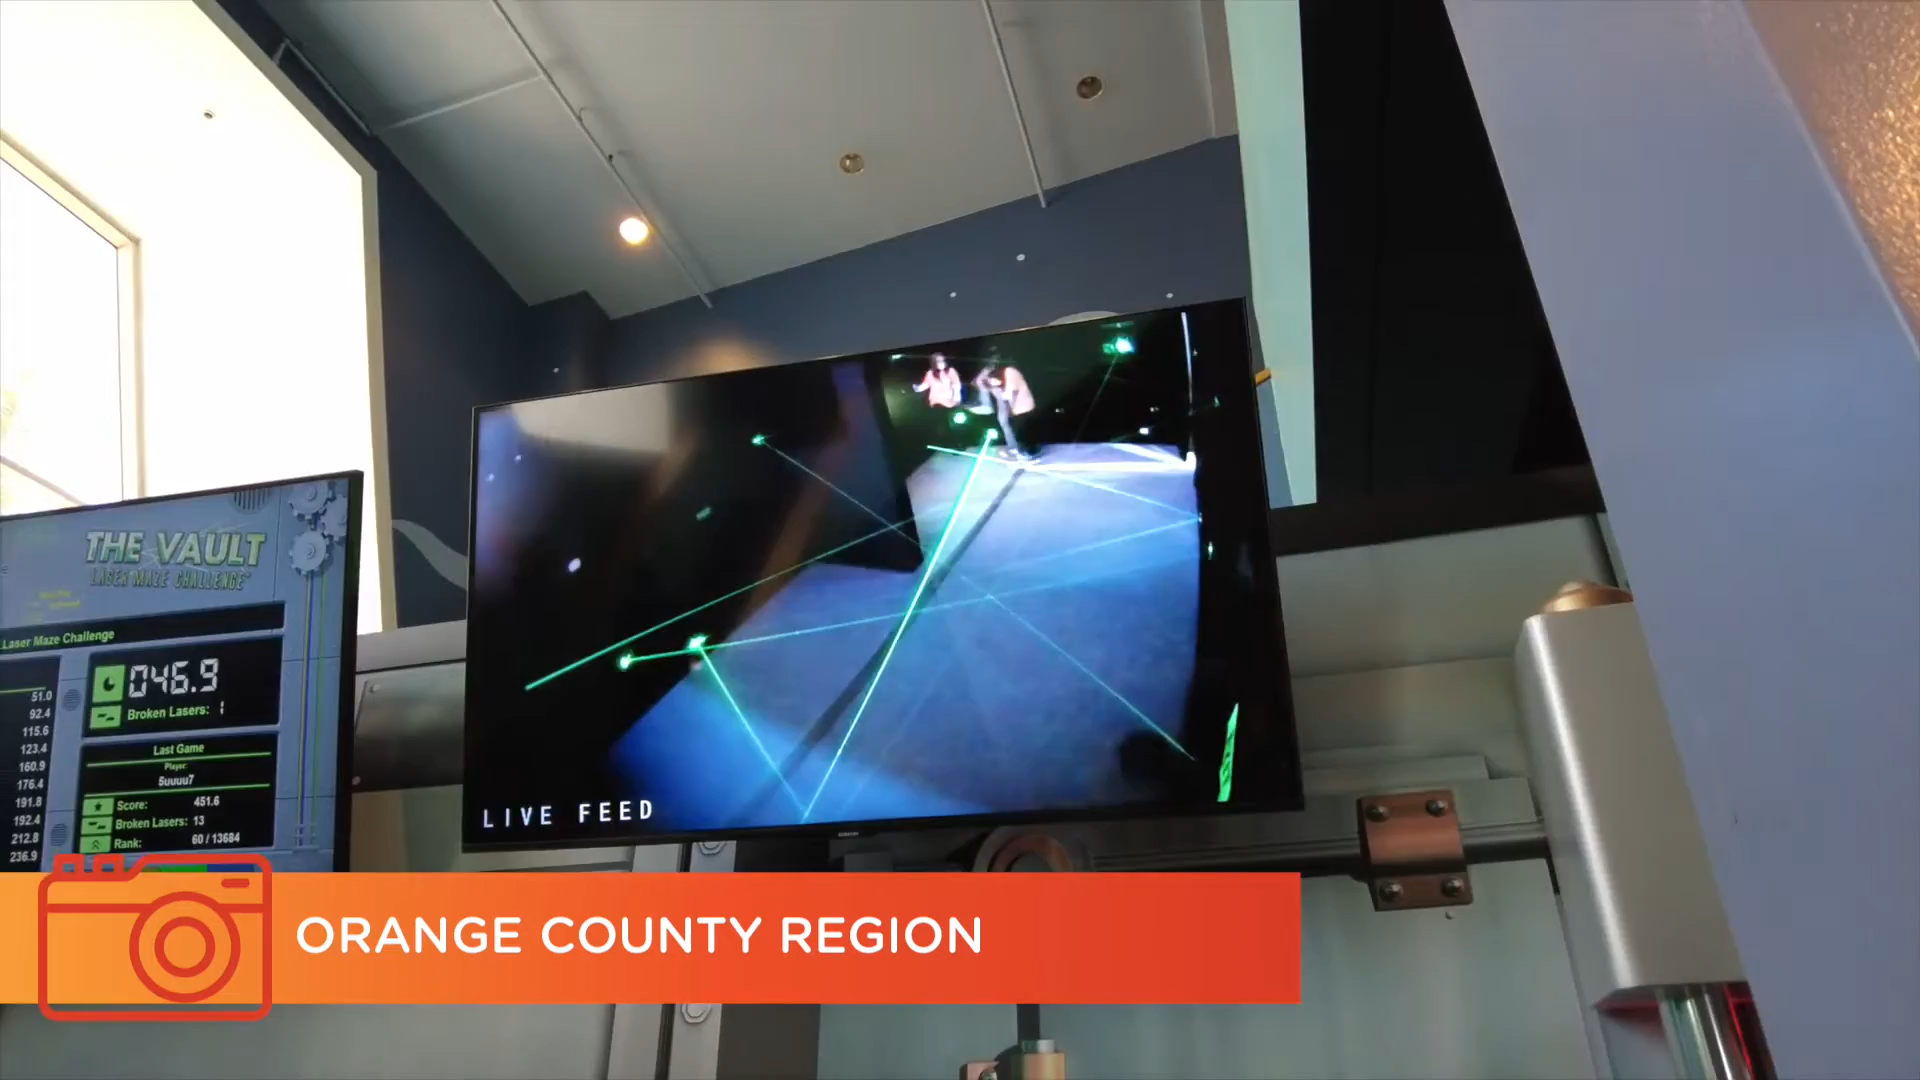 THE VAULT
LASER MAZE CHALLENGE
Laser Maze Challenge
046.9
Broken Lasers: 1
51.0
92.4
115.6
123.4
160.9
176.4
191.8
192.4
212.8
236.9
Last Game
Player:
5uuuu7
Score: 451.6
Broken Lasers: 13
Rank: 60 / 13684
LIVE FEED
SAMSUNG
ORANGE COUNTY REGION